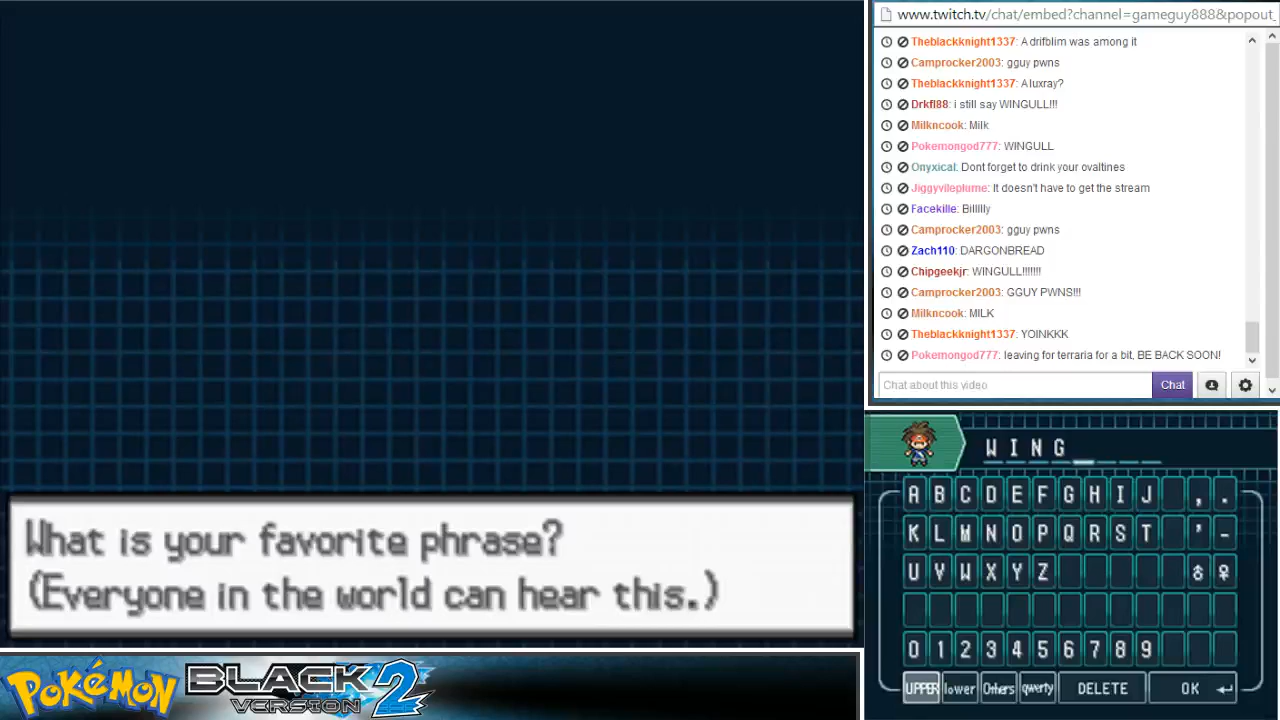 www.twitch.tv/chat/embed?channel=gameguy888&popout_
Theblackknight1337: A drifblim was among it
Camprocker2003: gguy pwns
Theblackknight1337: A luxray?
Drkfl88: i still say WINGULL!!!
Milkncook: Milk
Pokemongod777: WINGULL
Onyxical: Dont forget to drink your ovaltines
Jiggyvileplume: It doesn't have to get the stream
Facekille: Billllly
Camprocker2003: gguy pwns
Zach110: DARGONBREAD
Chipgeekjr: WINGULL!!!!!!!
Camprocker2003: GGUY PWNS!!!
Milkncook: MILK
Theblackknight1337: YOINKKK
Pokemongod777: leaving for terraria for a bit, BE BACK SOON!
Chat about this video
Chat
WING
A B C D E F G H I J , .
K L M N O P Q R S T ' -
U V W X Y Z ♂ ♀
0 1 2 3 4 5 6 7 8 9
UPPER lower Others qwerty DELETE OK
What is your favorite phrase?
(Everyone in the world can hear this.)
POKéMON
BLACK 2
VERSION